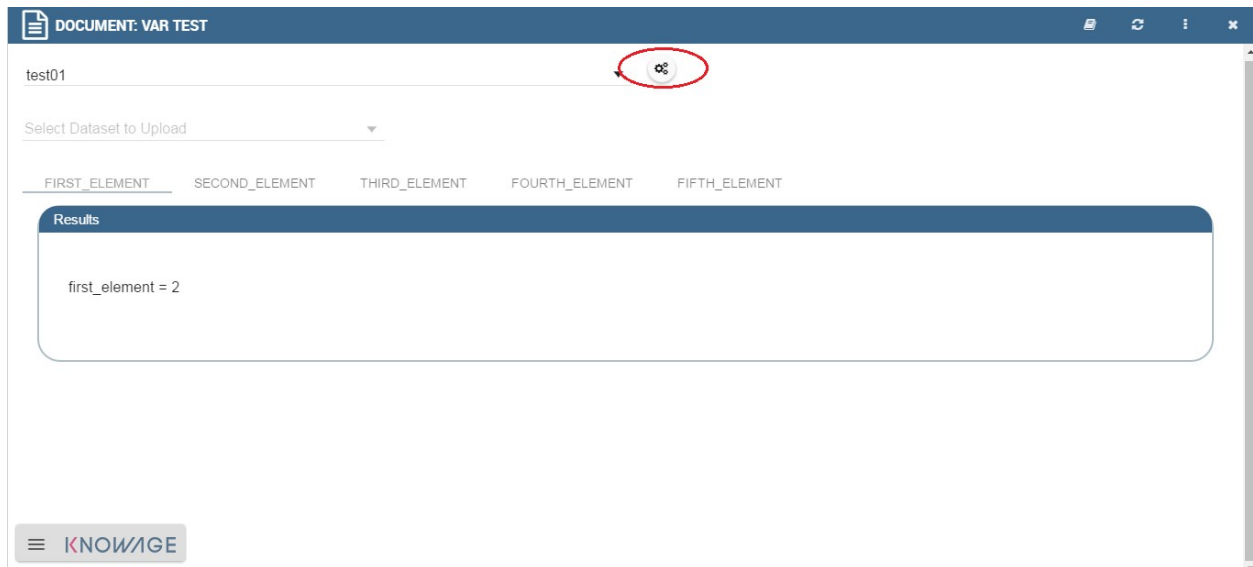 DOCUMENT: VAR TEST
test01
Select Dataset to Upload
FIRST_ELEMENT SECOND_ELEMENT THIRD_ELEMENT FOURTH_ELEMENT FIFTH_ELEMENT
Results
first_element = 2
KNOWAGE